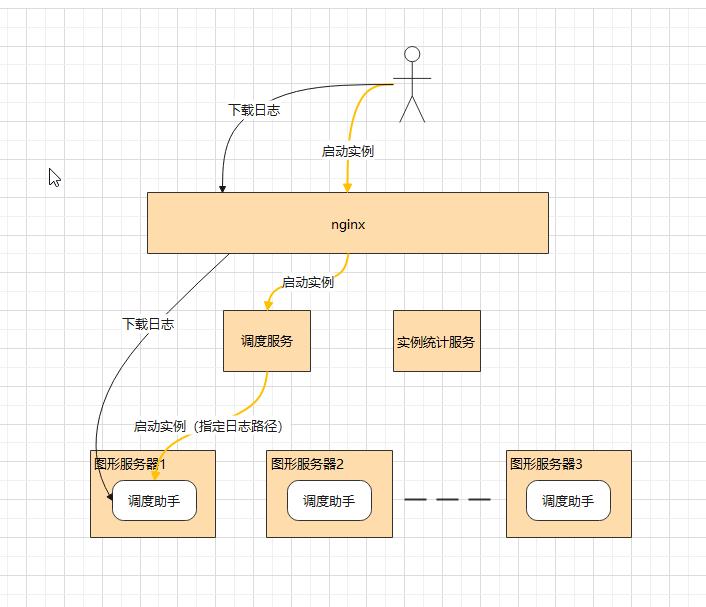 下载日志
启动实例
nginx
启动实例
下载日志
调度服务
实例统计服务
启动实例（指定日志路径）
图形服务器1
图形服务器2
图形服务器3
调度助手
调度助手
调度助手